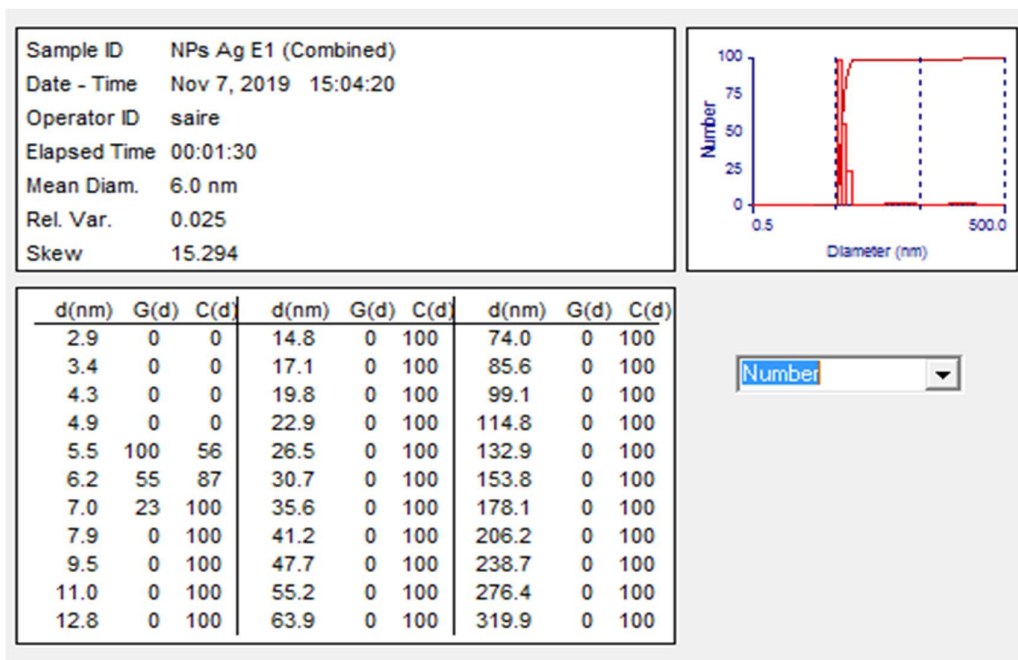 Sample ID NPs Ag E1 (Combined)
Date - Time Nov 7, 2019 15:04:20
Operator ID saire
Elapsed Time 00:01:30
Mean Diam. 6.0 nm
Rel. Var. 0.025
Skew 15.294
100
75
50
25
0
Number
0.5 500.0
Diameter (nm)
d(nm) G(d) C(d) d(nm) G(d) C(d) d(nm) G(d) C(d)
2.9 0 0 14.8 0 100 74.0 0 100
3.4 0 0 17.1 0 100 85.6 0 100
4.3 0 0 19.8 0 100 99.1 0 100
4.9 0 0 22.9 0 100 114.8 0 100
5.5 100 56 26.5 0 100 132.9 0 100
6.2 55 87 30.7 0 100 153.8 0 100
7.0 23 100 35.6 0 100 178.1 0 100
7.9 0 100 41.2 0 100 206.2 0 100
9.5 0 100 47.7 0 100 238.7 0 100
11.0 0 100 55.2 0 100 276.4 0 100
12.8 0 100 63.9 0 100 319.9 0 100
Number